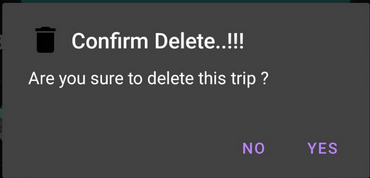 Confirm Delete..!!!
Are you sure to delete this trip ?
NO YES